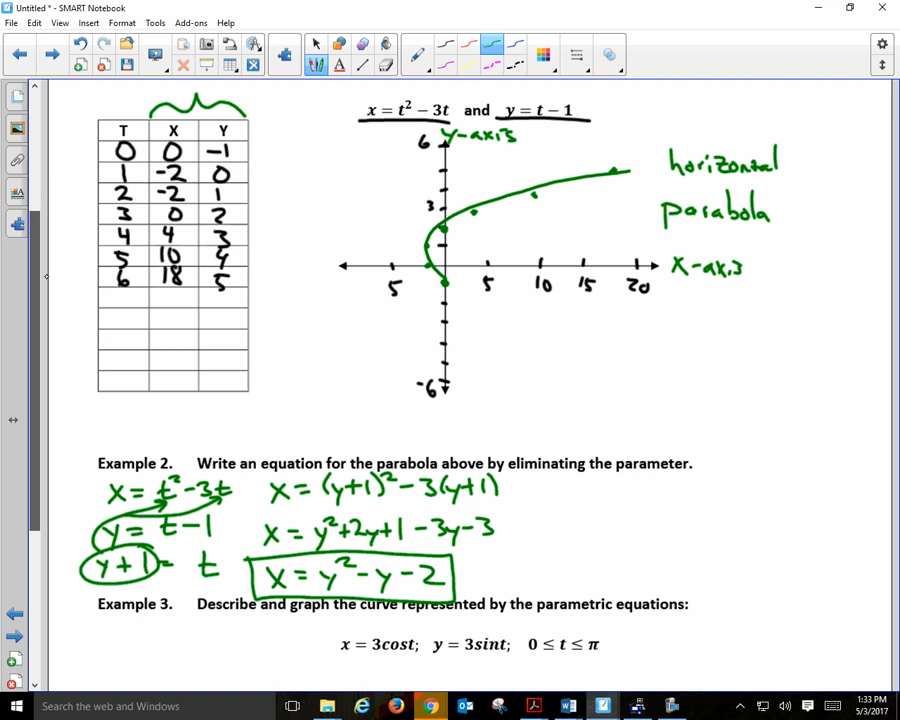 Untitled * - SMART Notebook
File Edit View Insert Format Tools Add-ons Help
x = t² − 3t and y = t − 1
T X Y
0 0 -1
1 -2 0
2 -2 1
3 0 2
4 4 3
5 10 4
6 18 5
y-axis
6
3
5 5 10 15 20
-6
x-axis
horizontal
parabola
Example 2. Write an equation for the parabola above by eliminating the parameter.
x = t² - 3t
y = t - 1
y + 1 = t
x = (y+1)² - 3(y+1)
x = y² + 2y + 1 - 3y - 3
x = y² - y - 2
Example 3. Describe and graph the curve represented by the parametric equations:
x = 3cost; y = 3sint; 0 ≤ t ≤ π
Search the web and Windows
1:33 PM
5/3/2017